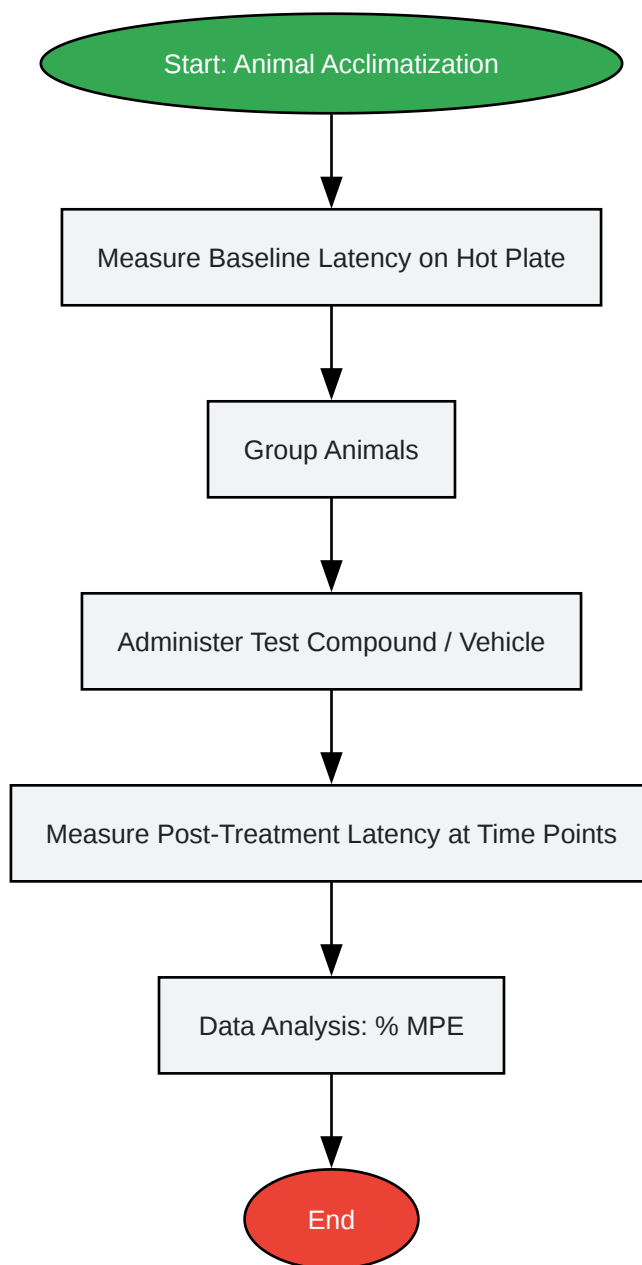 Start: Animal Acclimatization
Measure Baseline Latency on Hot Plate
Group Animals
Administer Test Compound / Vehicle
Measure Post-Treatment Latency at Time Points
Data Analysis: % MPE
End